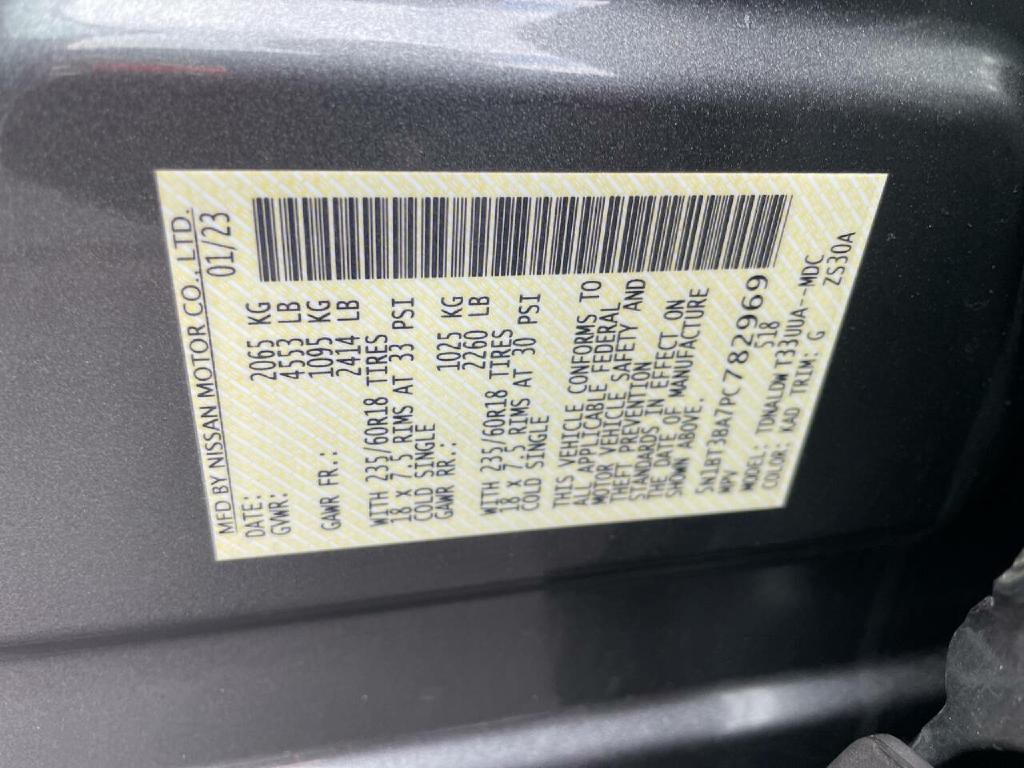 MFD BY NISSAN MOTOR CO., LTD.
DATE: 01/23
GVWR: 2065 KG
4553 LB
GAWR FR.: 1095 KG
2414 LB
WITH 235/60R18 TIRES
18 x 7.5 RIMS AT 33 PSI
COLD SINGLE
GAWR RR.: 1025 KG
2260 LB
WITH 235/60R18 TIRES
18 x 7.5 RIMS AT 30 PSI
COLD SINGLE
THIS VEHICLE CONFORMS TO
ALL APPLICABLE FEDERAL
MOTOR VEHICLE SAFETY AND
THEFT PREVENTION
STANDARDS IN EFFECT ON
THE DATE OF MANUFACTURE
SHOWN ABOVE.
5N1BT3BA7PC782969
MPV 518
MODEL: TDNALDW T33UUA--MDC
COLOR: KAD TRIM: G ZS30A